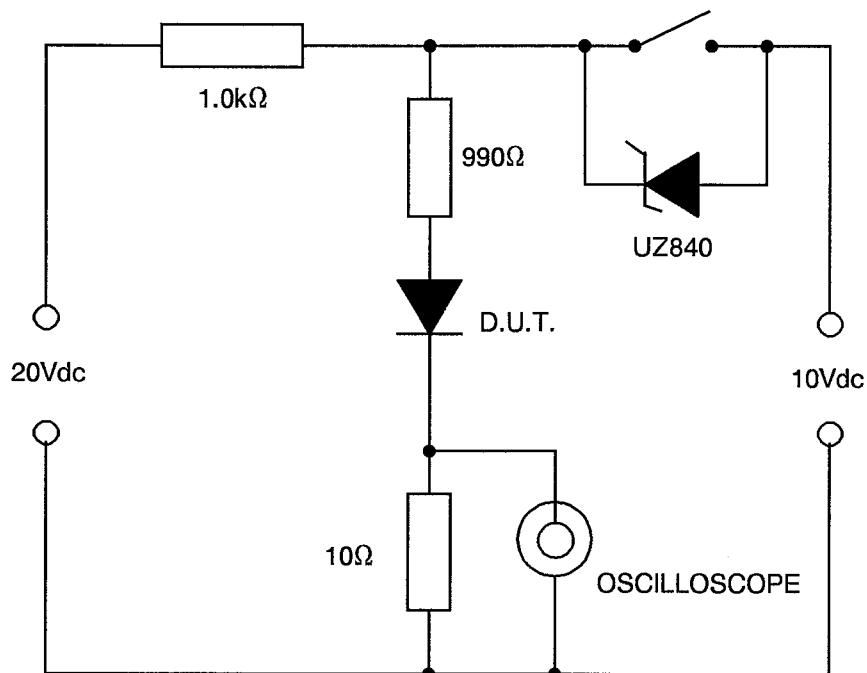 1.0kΩ
990Ω
UZ840
D.U.T.
20Vdc
10Vdc
10Ω
OSCILLOSCOPE